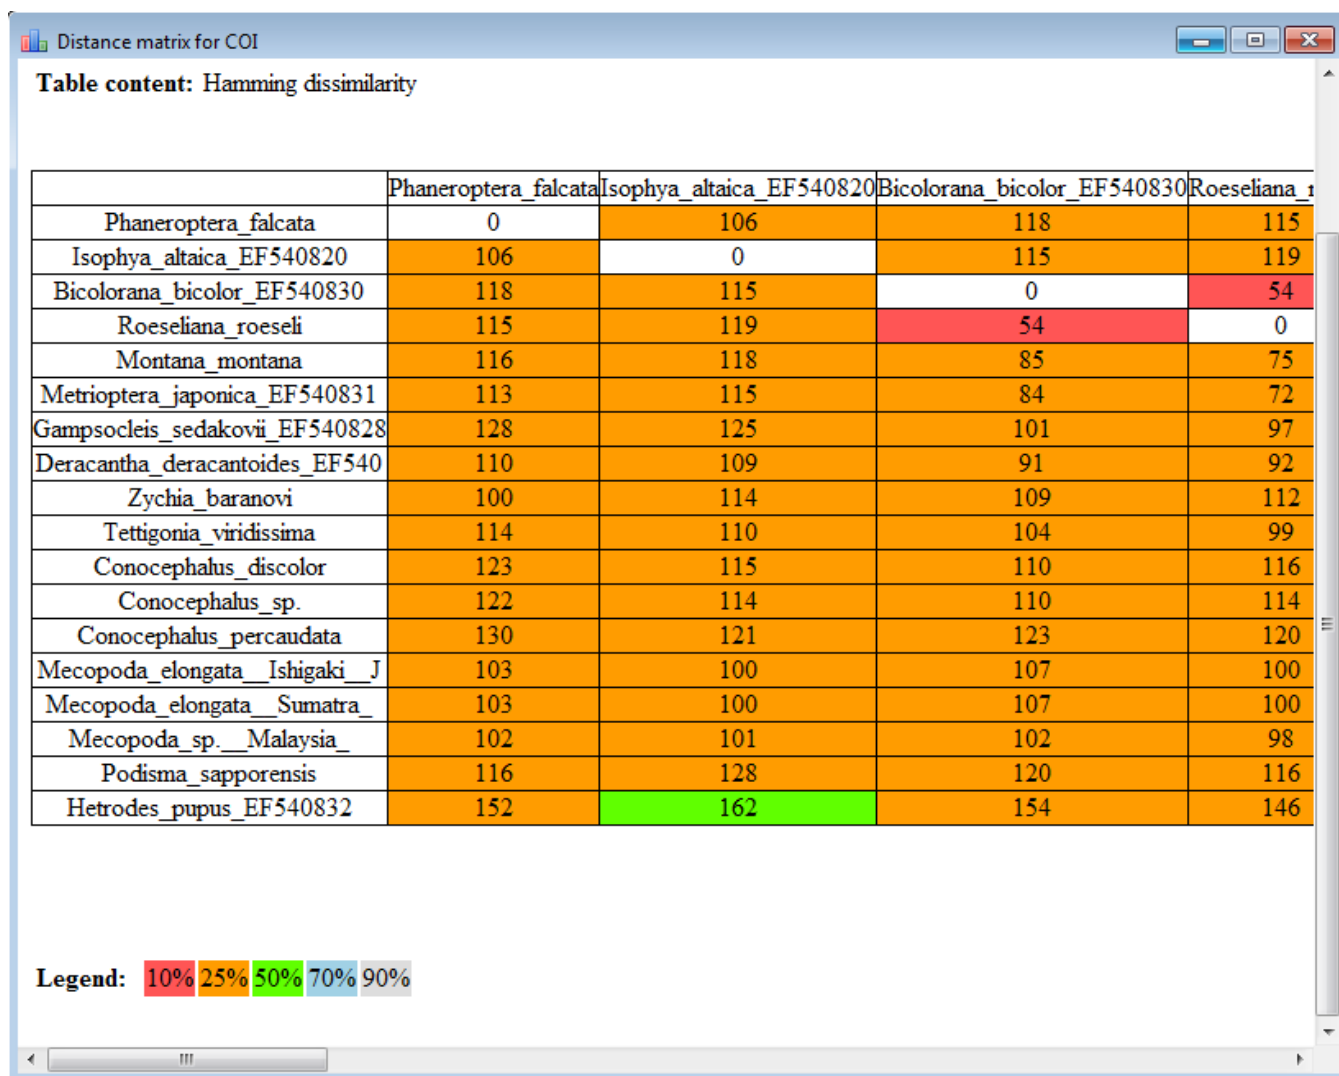 Distance matrix for COI
Table content: Hamming dissimilarity
Phaneroptera_falcata Isophya_altaica_EF540820 Bicolorana_bicolor_EF540830 Roeseliana_
Phaneroptera_falcata 0 106 118 115
Isophya_altaica_EF540820 106 0 115 119
Bicolorana_bicolor_EF540830 118 115 0 54
Roeseliana_roeseli 115 119 54 0
Montana_montana 116 118 85 75
Metrioptera_japonica_EF540831 113 115 84 72
Gampsocleis_sedakovii_EF540828 128 125 101 97
Deracantha_deracantoides_EF540 110 109 91 92
Zychia_baranovi 100 114 109 112
Tettigonia_viridissima 114 110 104 99
Conocephalus_discolor 123 115 110 116
Conocephalus_sp. 122 114 110 114
Conocephalus_percaudata 130 121 123 120
Mecopoda_elongata__Ishigaki__J 103 100 107 100
Mecopoda_elongata__Sumatra_ 103 100 107 100
Mecopoda_sp.__Malaysia_ 102 101 102 98
Podisma_sapporensis 116 128 120 116
Hetrodes_pupus_EF540832 152 162 154 146
Legend: 10% 25% 50% 70% 90%